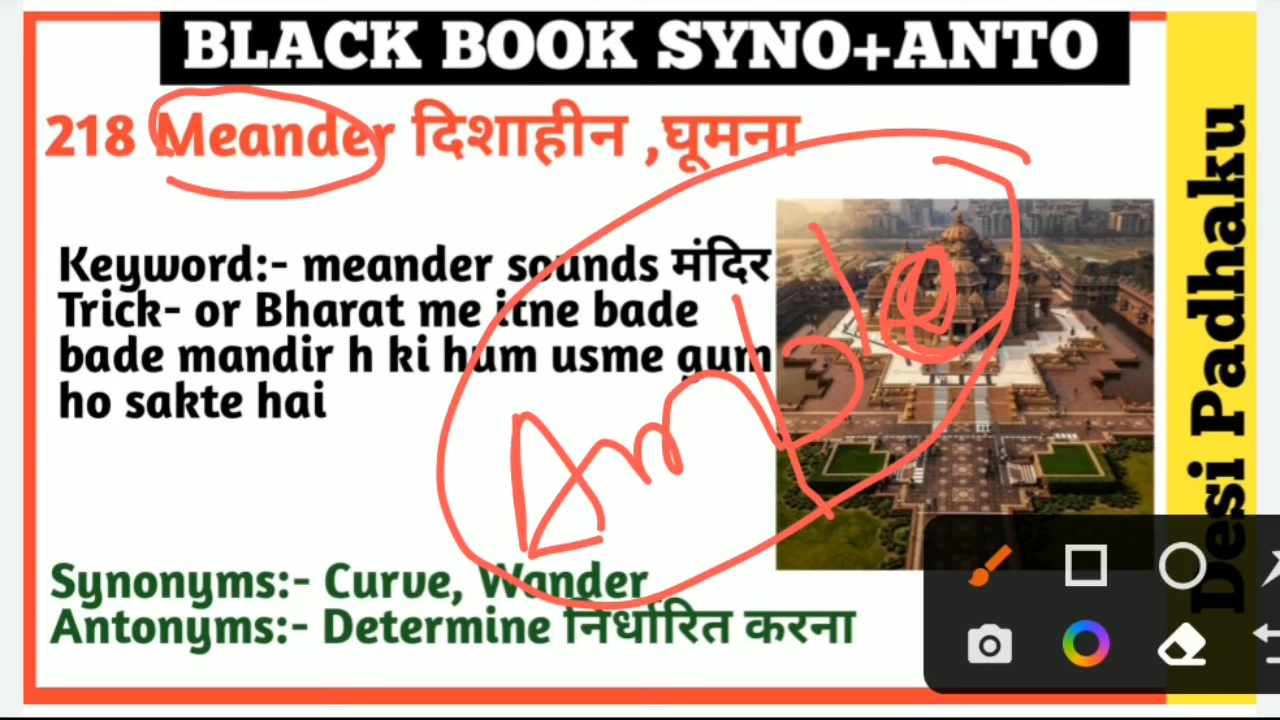 BLACK BOOK SYNO+ANTO
218 Meander दिशाहीन ,घूमना
Keyword:- meander sounds मंदिर
Trick- or Bharat me itne bade
bade mandir h ki hum usme gum
ho sakte hai
Amble
Synonyms:- Curve, Wander
Antonyms:- Determine निर्धारित करना
Desi Padhaku